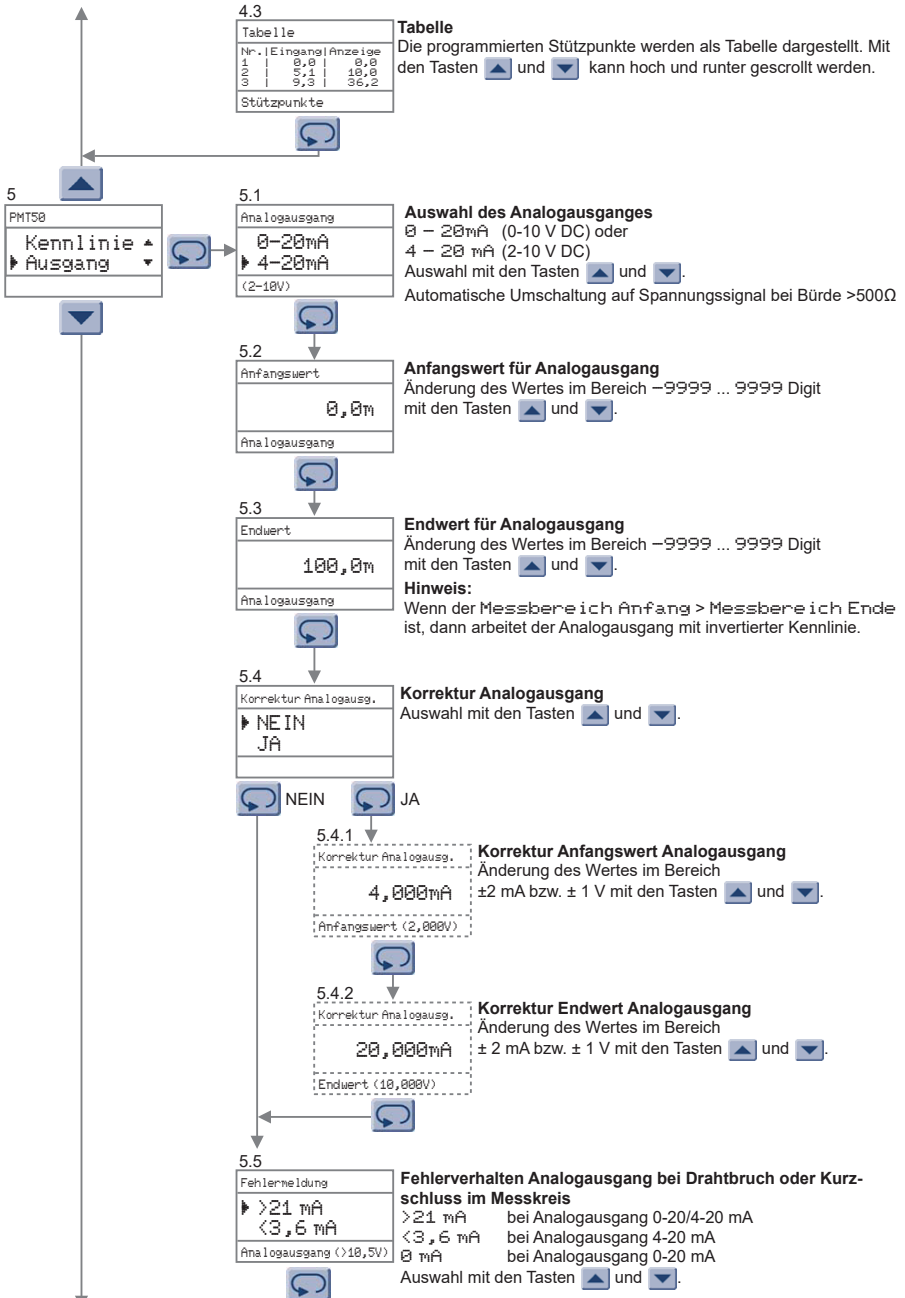 4.3
Tabelle
Nr.|Eingang|Anzeige
1 | 0,0 | 0,0
2 | 5,1 | 10,0
3 | 9,3 | 36,2
Stützpunkte
Tabelle
Die programmierten Stützpunkte werden als Tabelle dargestellt. Mit
den Tasten und kann hoch und runter gescrollt werden.
5
PMT50
Kennlinie
Ausgang
5.1
Analogausgang
0-20mA
4-20mA
(2-10V)
Auswahl des Analogausganges
0 – 20mA (0-10 V DC) oder
4 – 20 mA (2-10 V DC)
Auswahl mit den Tasten und .
Automatische Umschaltung auf Spannungssignal bei Bürde >500Ω
5.2
Anfangswert
0,0m
Analogausgang
Anfangswert für Analogausgang
Änderung des Wertes im Bereich –9999 ... 9999 Digit
mit den Tasten und .
5.3
Endwert
100,0m
Analogausgang
Endwert für Analogausgang
Änderung des Wertes im Bereich –9999 ... 9999 Digit
mit den Tasten und .
Hinweis:
Wenn der Messbereich Anfang > Messbereich Ende
ist, dann arbeitet der Analogausgang mit invertierter Kennlinie.
5.4
Korrektur Analogausg.
NEIN
JA
Korrektur Analogausgang
Auswahl mit den Tasten und .
NEIN JA
5.4.1
Korrektur Analogausg.
4,000mA
Anfangswert (2,000V)
Korrektur Anfangswert Analogausgang
Änderung des Wertes im Bereich
±2 mA bzw. ± 1 V mit den Tasten und .
5.4.2
Korrektur Analogausg.
20,000mA
Endwert (10,000V)
Korrektur Endwert Analogausgang
Änderung des Wertes im Bereich
± 2 mA bzw. ± 1 V mit den Tasten und .
5.5
Fehlermeldung
>21 mA
<3,6 mA
Analogausgang (>10,5V)
Fehlerverhalten Analogausgang bei Drahtbruch oder Kurz-
schluss im Messkreis
>21 mA bei Analogausgang 0-20/4-20 mA
<3,6 mA bei Analogausgang 4-20 mA
0 mA bei Analogausgang 0-20 mA
Auswahl mit den Tasten und .